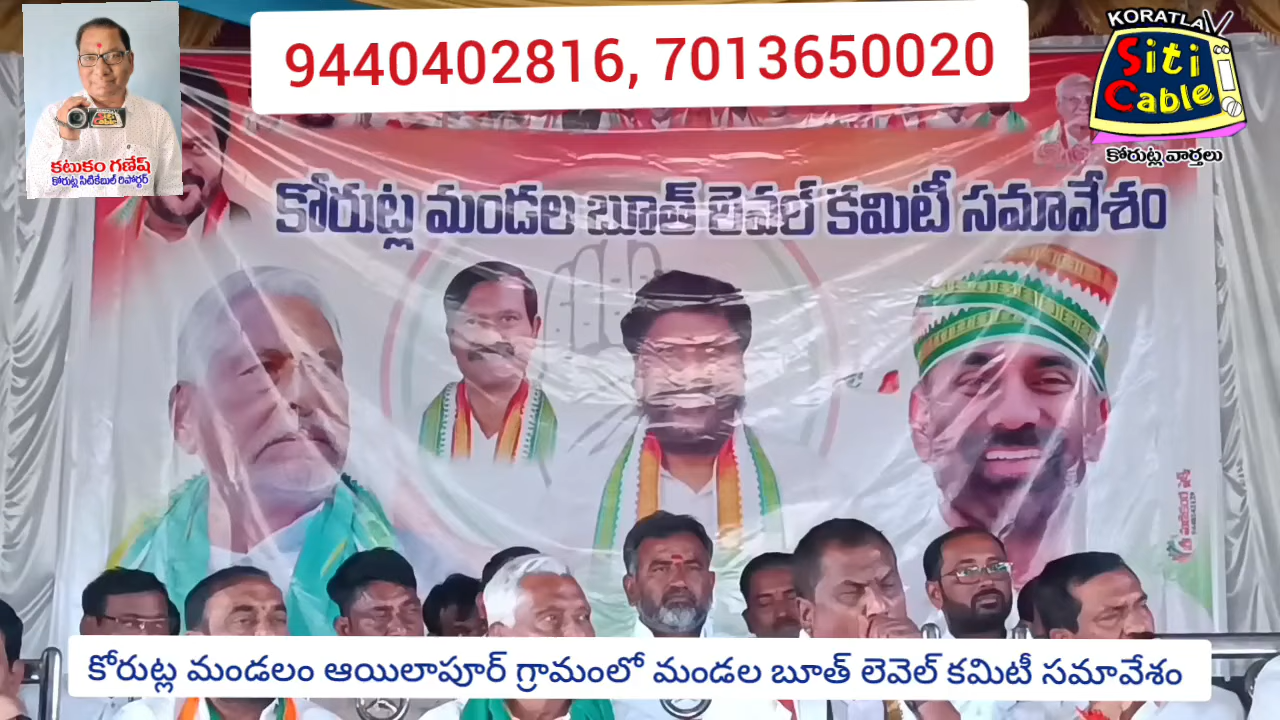 9440402816, 7013650020
KORATLA
Siti
Cable
కోరుట్ల వార్తలు
కటుకం గణేష్
కోరుట్ల సిటికేబుల్ రిపోర్టర్
కోరుట్ల మండల బూత్ లెవల్ కమిటీ సమావేశం
కోరుట్ల మండలం ఆయిలాపూర్ గ్రామంలో మండల బూత్ లెవెల్ కమిటీ సమావేశం